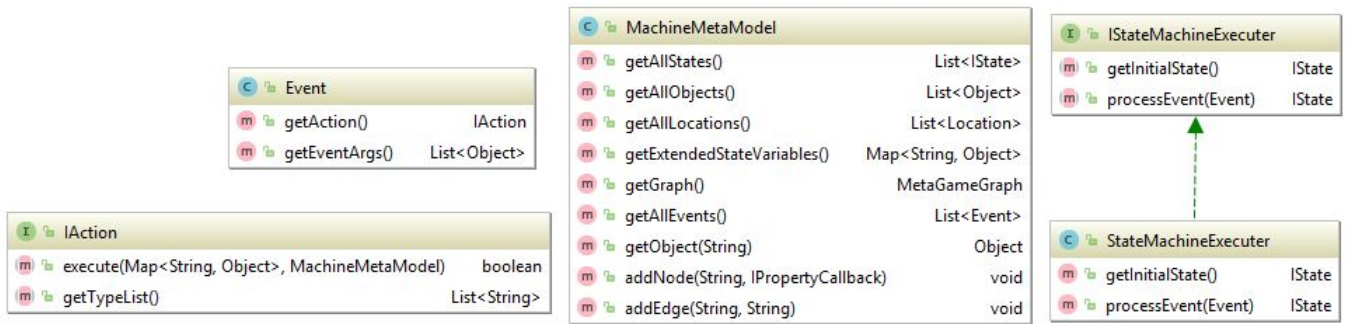 Event
getAction() IAction
getEventArgs() List<Object>
IAction
execute(Map<String, Object>, MachineMetaModel) boolean
getTypeList() List<String>
MachineMetaModel
getAllStates() List<IState>
getAllObjects() List<Object>
getAllLocations() List<Location>
getExtendedStateVariables() Map<String, Object>
getGraph() MetaGameGraph
getAllEvents() List<Event>
getObject(String) Object
addNode(String, IPropertyCallback) void
addEdge(String, String) void
IStateMachineExecuter
getInitialState() IState
processEvent(Event) IState
StateMachineExecuter
getInitialState() IState
processEvent(Event) IState